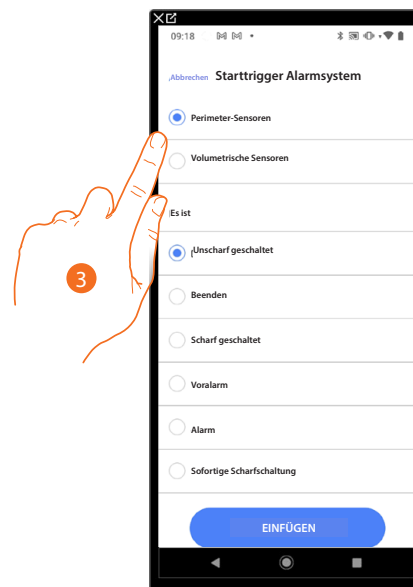 09:18
Abbrechen Starttrigger Alarmsystem
Perimeter-Sensoren
Volumetrische Sensoren
Es ist
Unscharf geschaltet
Beenden
3
Scharf geschaltet
Voralarm
Alarm
Sofortige Scharfschaltung
EINFÜGEN